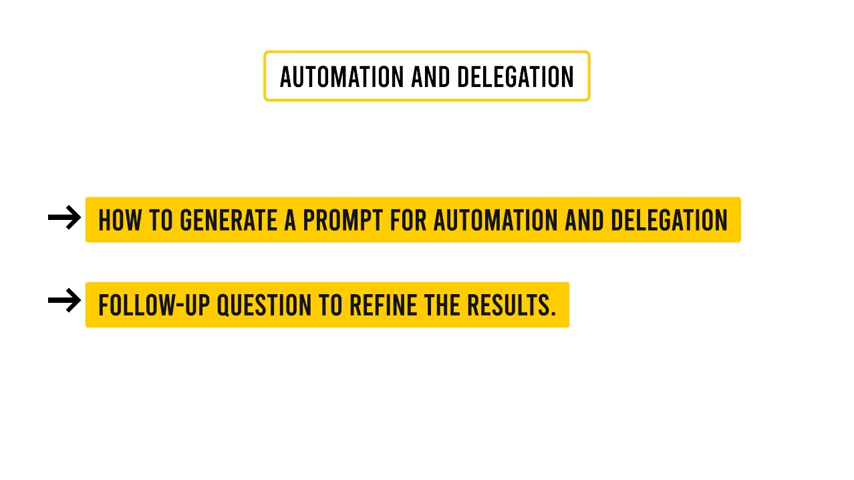 AUTOMATION AND DELEGATION
HOW TO GENERATE A PROMPT FOR AUTOMATION AND DELEGATION
FOLLOW-UP QUESTION TO REFINE THE RESULTS.